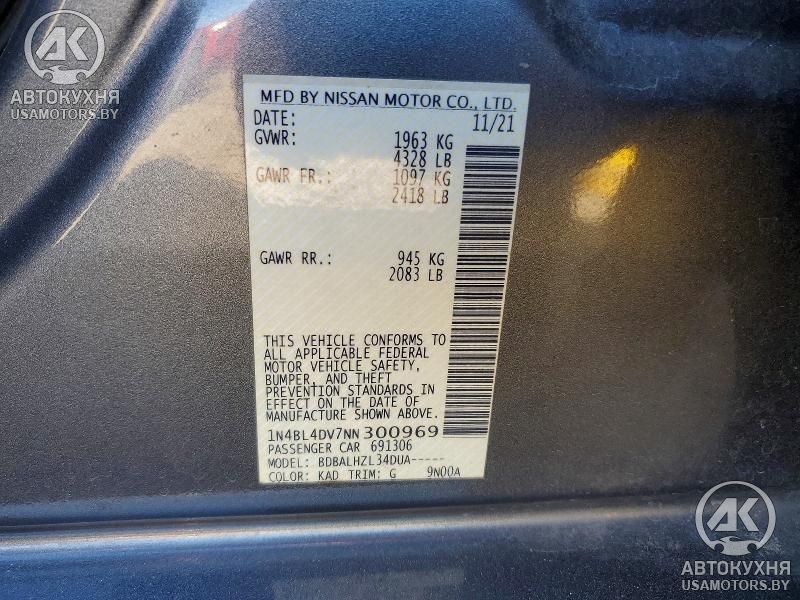 AK
АВТОКУХНЯ
USAMOTORS.BY
MFD BY NISSAN MOTOR CO., LTD.
DATE: 11/21
GVWR: 1963 KG
4328 LB
GAWR FR.: 1097 KG
2418 LB
GAWR RR.: 945 KG
2083 LB
THIS VEHICLE CONFORMS TO
ALL APPLICABLE FEDERAL
MOTOR VEHICLE SAFETY,
BUMPER, AND THEFT
PREVENTION STANDARDS IN
EFFECT ON THE DATE OF
MANUFACTURE SHOWN ABOVE.
1N4BL4DV7NN300969
PASSENGER CAR 691306
MODEL: BDBALHZL34DUA-----
COLOR: KAD TRIM: G 9N00A
AK
АВТОКУХНЯ
USAMOTORS.BY